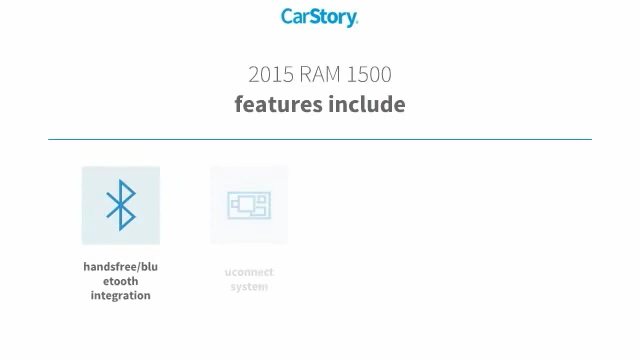 CarStory.
2015 RAM 1500
features include
handsfree/blu
etooth
integration
uconnect
system